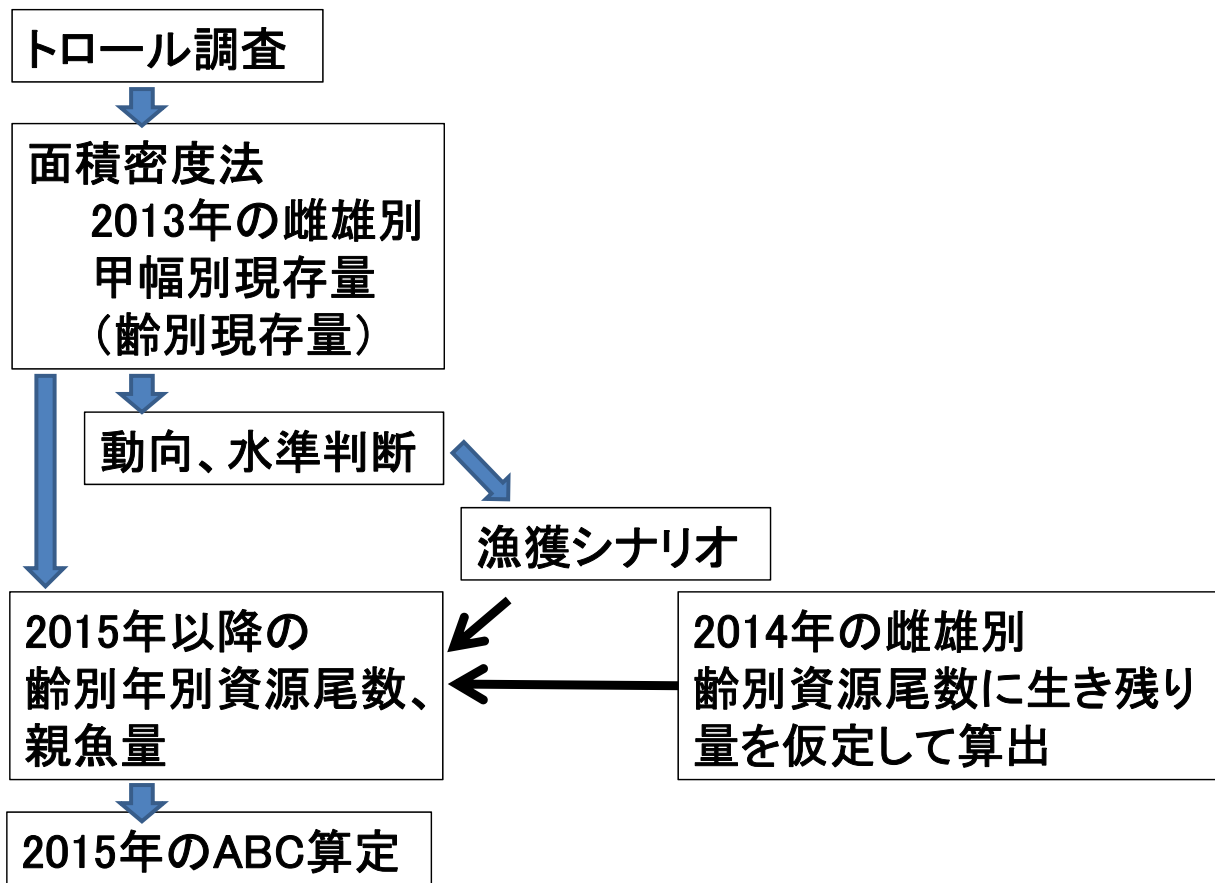 トロール調査
面積密度法
2013年の雌雄別
甲幅別現存量
（齢別現存量）
動向、水準判断
漁獲シナリオ
2015年以降の
齢別年別資源尾数、
親魚量
2014年の雌雄別
齢別資源尾数に生き残り
量を仮定して算出
2015年のABC算定